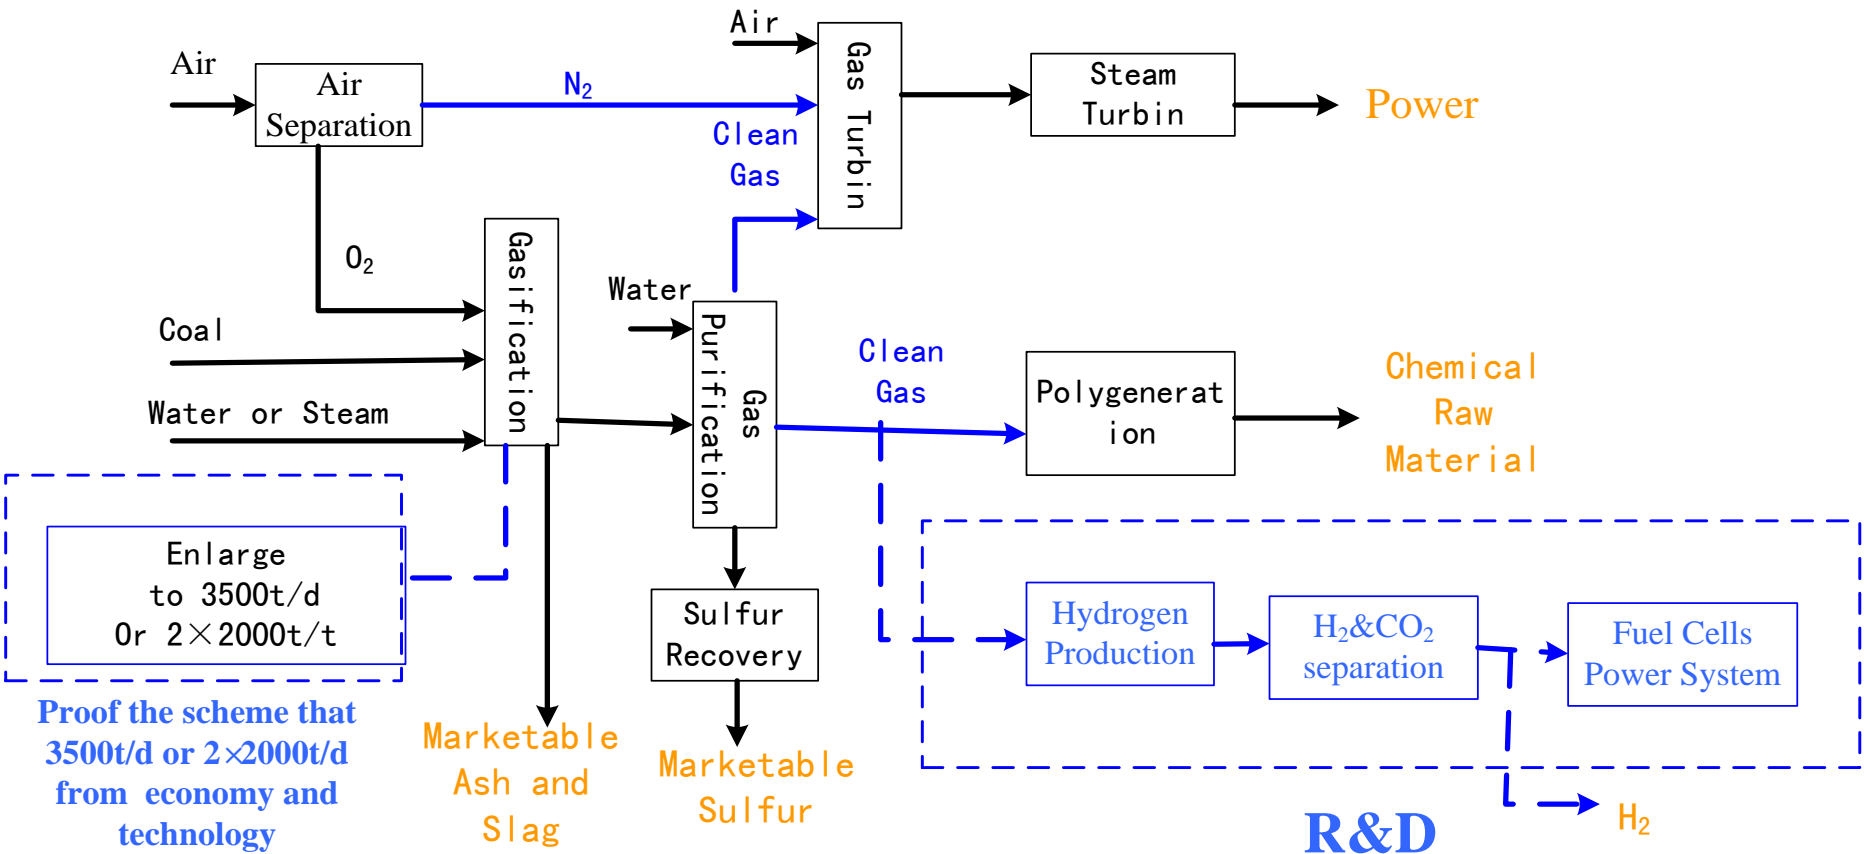 Air
Air
Separation
N₂
Air
Gas Turbin
Steam
Turbin
Power
Clean
Gas
O₂
Coal
Water or Steam
Gasification
Water
Gas
Purification
Clean
Gas
Polygenerat
ion
Chemical
Raw
Material
Enlarge
to 3500t/d
Or 2×2000t/t
Proof the scheme that
3500t/d or 2×2000t/d
from economy and
technology
Marketable
Ash and
Slag
Sulfur
Recovery
Marketable
Sulfur
Hydrogen
Production
H₂&CO₂
separation
Fuel Cells
Power System
R&D
H₂